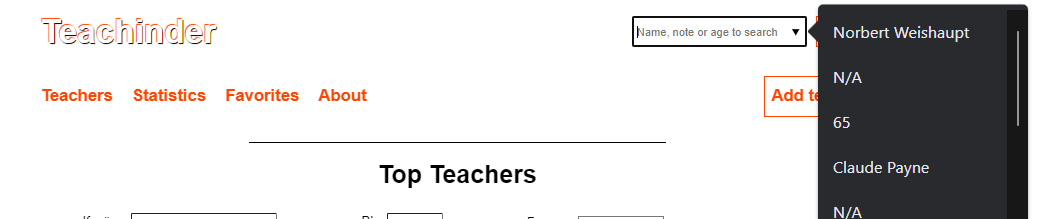 Teachinder
Name, note or age to search
Teachers Statistics Favorites About
Add
Top Teachers
Norbert Weishaupt
N/A
65
Claude Payne
N/A